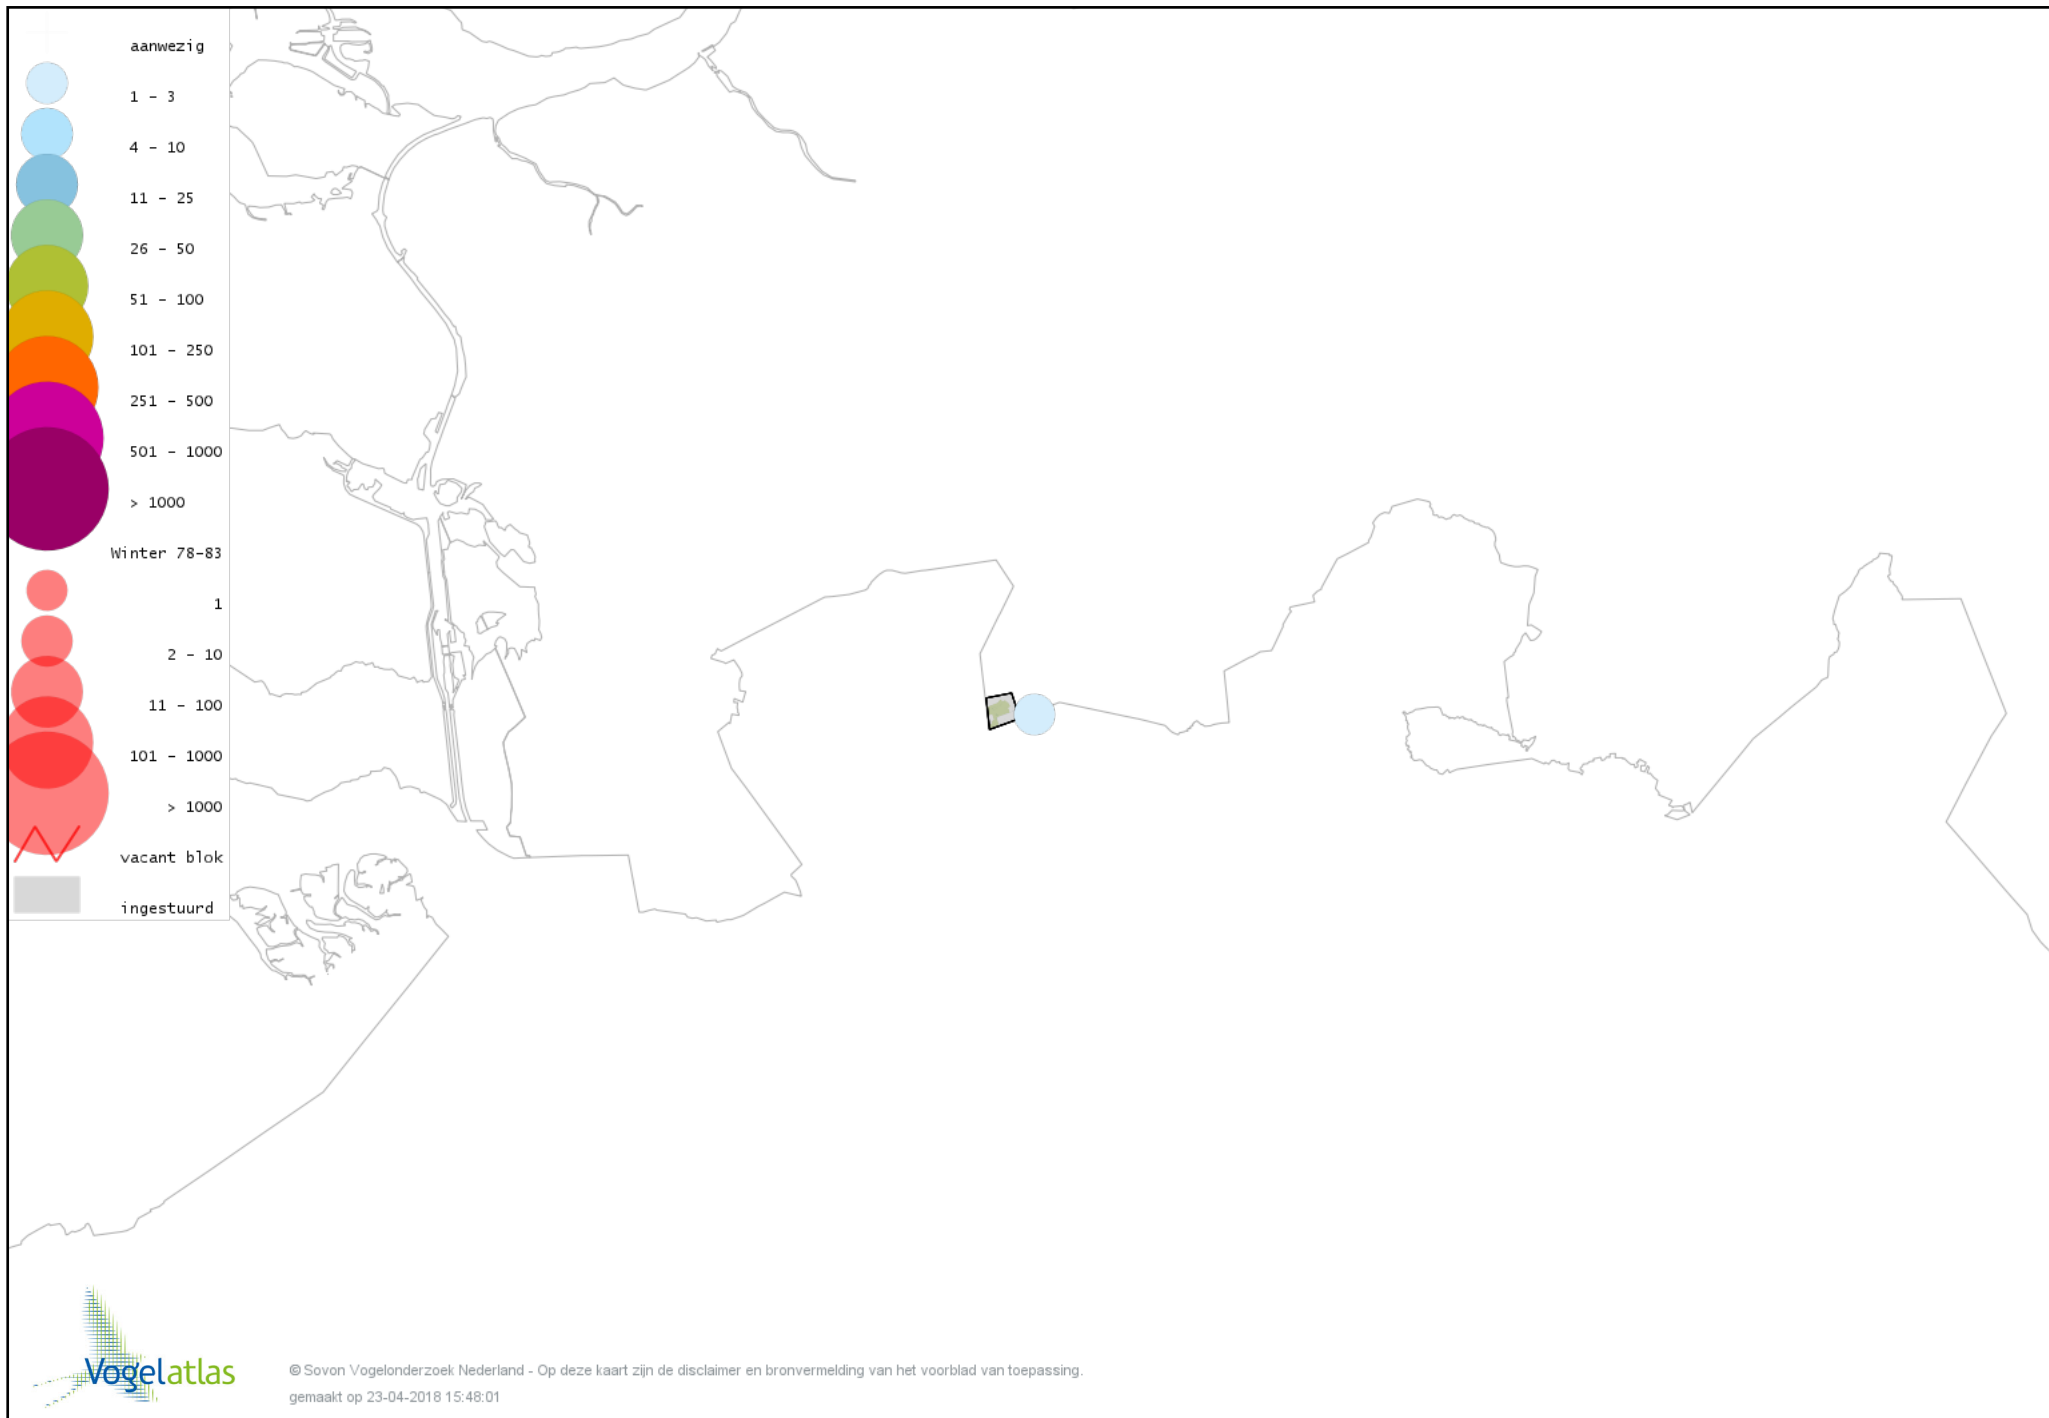 aanwezig
1 - 3
4 - 10
11 - 25
26 - 50
51 - 100
101 - 250
251 - 500
501 - 1000
> 1000
Winter 78-83
1
2 - 10
11 - 100
101 - 1000
> 1000
vacant blok
ingestuurd
Vogelatlas
© Sovon Vogelonderzoek Nederland - Op deze kaart zijn de disclaimer en bronvermelding van het voorblad van toepassing.
gemaakt op 23-04-2018 15:48:01